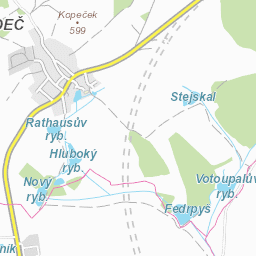 Kopeček
599
DEČ
Stejskal
Rathausův
ryb.
Hluboký
ryb.
Nový
ryb.
Votoupalův
ryb.
Fedrpyš
ník